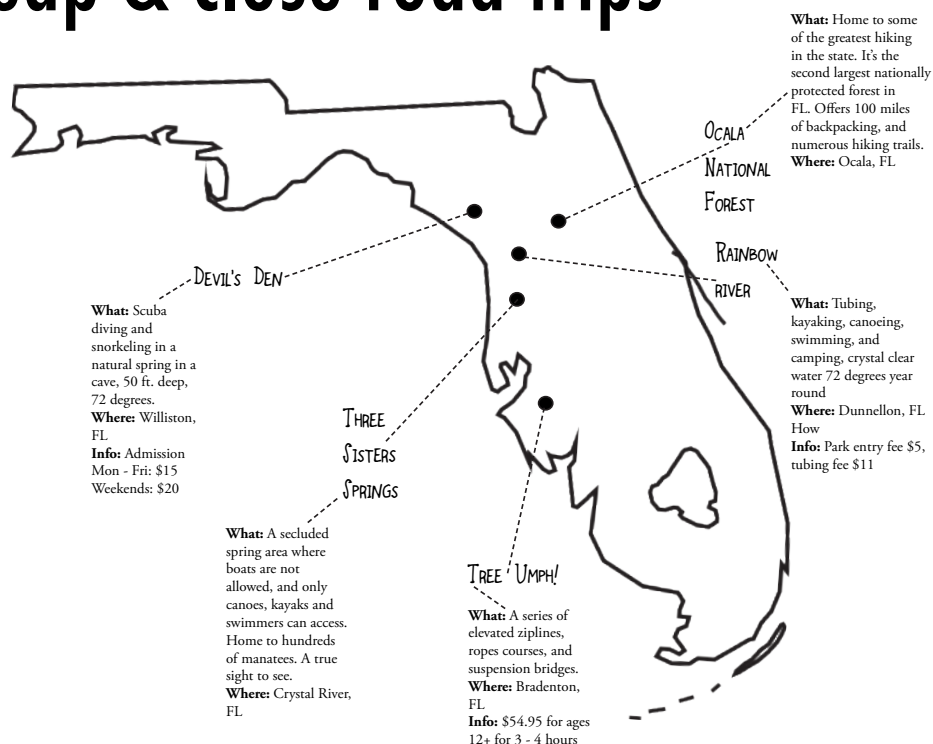 & close road trips
What: Home to some
of the greatest hiking
in the state. It's the
second largest nationally
protected forest in
FL. Offers 100 miles
of backpacking, and
numerous hiking trails.
Where: Ocala, FL
Ocala
National
Forest
Rainbow
River
What: Tubing,
kayaking, canoeing,
swimming, and
camping, crystal clear
water 72 degrees year
round
Where: Dunnellon, FL
How
Info: Park entry fee $5,
tubing fee $11
Devil's Den
What: Scuba
diving and
snorkeling in a
natural spring in a
cave, 50 ft. deep,
72 degrees.
Where: Williston,
FL
Info: Admission
Mon - Fri: $15
Weekends: $20
Three
Sisters
Springs
What: A secluded
spring area where
boats are not
allowed, and only
canoes, kayaks and
swimmers can access.
Home to hundreds
of manatees. A true
sight to see.
Where: Crystal River,
FL
Tree Umph!
What: A series of
elevated ziplines,
ropes courses, and
suspension bridges.
Where: Bradenton,
FL
Info: $54.95 for ages
12+ for 3 - 4 hours